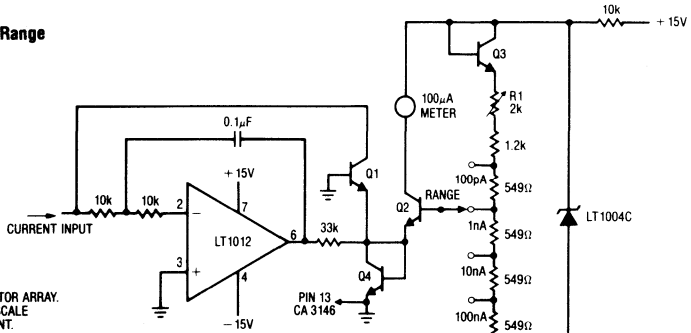 Range
10k
+ 15V
Q3
R1
2k
100µA
METER
0.1µF
1.2k
Q1
100pA
549Ω
+ 15V
10k
10k
RANGE
Q2
2
7
1nA
LT1004C
CURRENT INPUT
6
33k
549Ω
LT1012
3
Q4
10nA
549Ω
4
TOR ARRAY.
PIN 13
CA 3146
100nA
SCALE
NT.
− 15V
549Ω